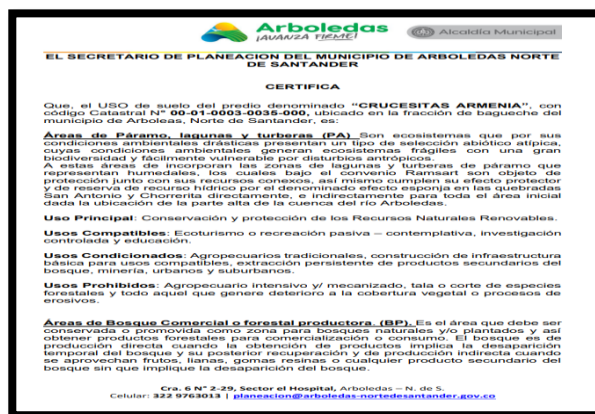 Arboledas
¡AVANZA FIRME!
Alcaldía Municipal
EL SECRETARIO DE PLANEACION DEL MUNICIPIO DE ARBOLEDAS NORTE
DE SANTANDER
CERTIFICA
Que, el USO de suelo del predio denominado “CRUCESITAS ARMENIA”, con
código Catastral N° 00-01-0003-0035-000, ubicado en la fracción de bagueche del
municipio de Arboleas, Norte de Santander, es:
Áreas de Páramo, lagunas y turberas (PA) Son ecosistemas que por sus
condiciones ambientales drásticas presentan un tipo de selección abiótico atípica,
cuyas condiciones ambientales generan ecosistemas frágiles con una gran
biodiversidad y fácilmente vulnerable por disturbios antrópicos.
A estas áreas de incorporan las zonas de lagunas y turberas de páramo que
representan humedales, los cuales bajo el convenio Ramsart son objeto de
protección junto con sus recursos conexos, así mismo cumplen su efecto protector
y de reserva de recurso hídrico por el denominado efecto esponja en las quebradas
San Antonio y Chorrerita directamente, e indirectamente para toda el área inicial
dada la ubicación de la parte alta de la cuenca del río Arboledas.
Uso Principal: Conservación y protección de los Recursos Naturales Renovables.
Usos Compatibles: Ecoturismo o recreación pasiva – contemplativa, investigación
controlada y educación.
Usos Condicionados: Agropecuarios tradicionales, construcción de infraestructura
básica para usos compatibles, extracción persistente de productos secundarios del
bosque, minería, urbanos y suburbanos.
Usos Prohibidos: Agropecuario intensivo y/ mecanizado, tala o corte de especies
forestales y todo aquel que genere deterioro a la cobertura vegetal o procesos de
erosivos.
Áreas de Bosque Comercial o forestal productora. (BP). Es el área que debe ser
conservada o promovida como zona para bosques naturales y/o plantados y así
obtener productos forestales para comercialización o consumo. El bosque es de
producción directa cuando la obtención de productos implica la desaparición
temporal del bosque y su posterior recuperación y de producción indirecta cuando
se aprovechan frutos, lianas, gomas resinas o cualquier producto secundario del
bosque sin que implique la desaparición del bosque.
Cra. 6 N° 2-29, Sector el Hospital, Arboledas – N. de S.
Celular: 322 9763013 | planeacion@arboledas-nortedesantander.gov.co